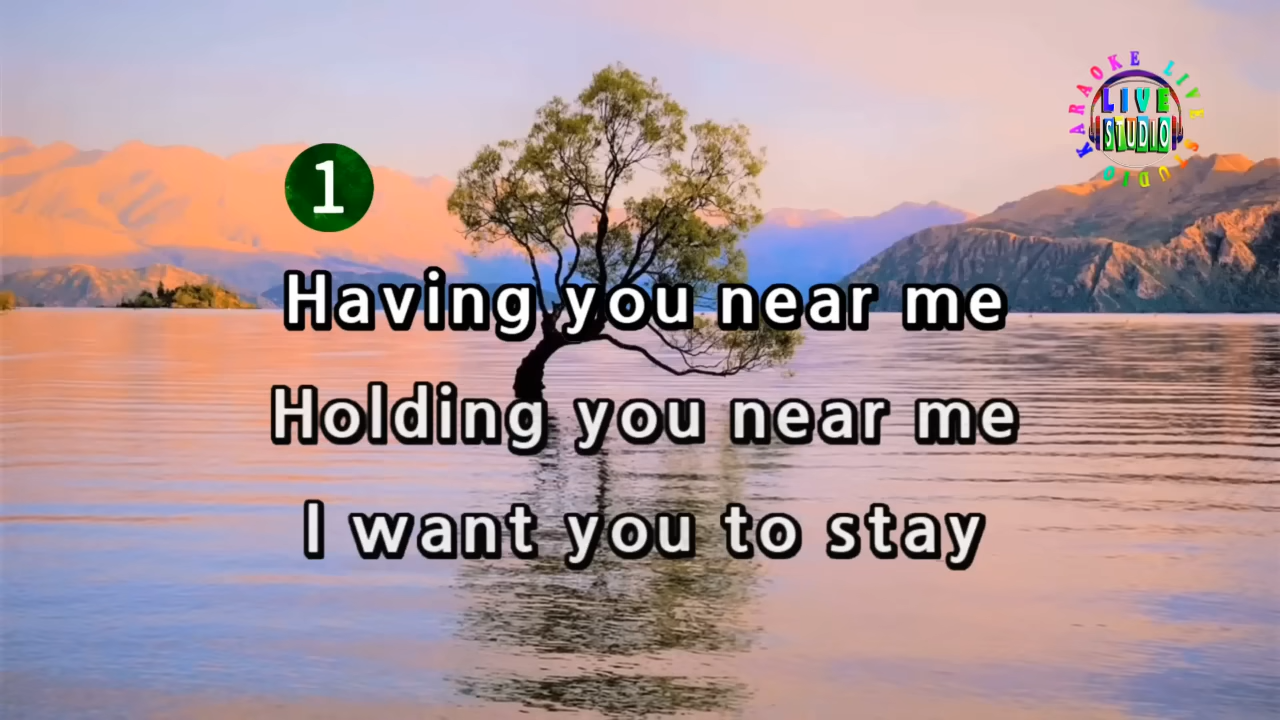 KARAOKE LIVE STUDIO
LIVE
STUDIO
1
Having you near me
Holding you near me
I want you to stay